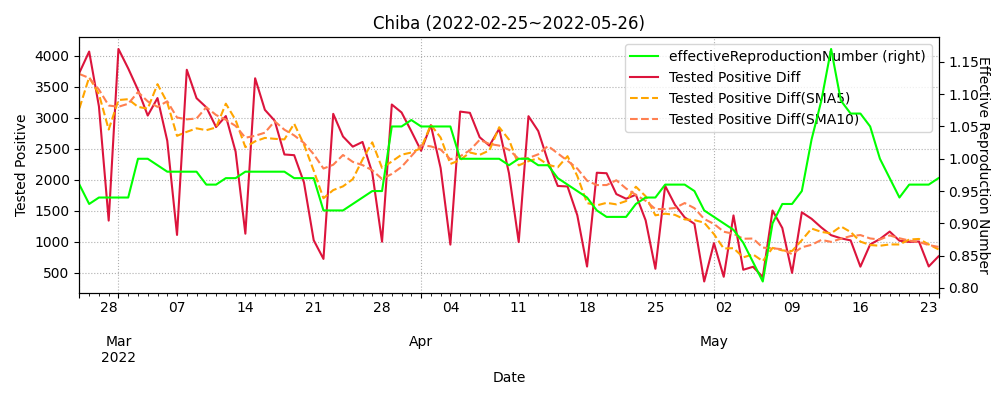 Chiba (2022-02-25~2022-05-26)
effectiveReproductionNumber (right)
Tested Positive Diff
Tested Positive Diff(SMA5)
Tested Positive Diff(SMA10)
Tested Positive
4000
3500
3000
2500
2000
1500
1000
500
Effective Reproduction Number
1.15
1.10
1.05
1.00
0.95
0.90
0.85
0.80
28 07 14 21 28 04 11 18 25 02 09 16 23
Mar Apr May
2022
Date